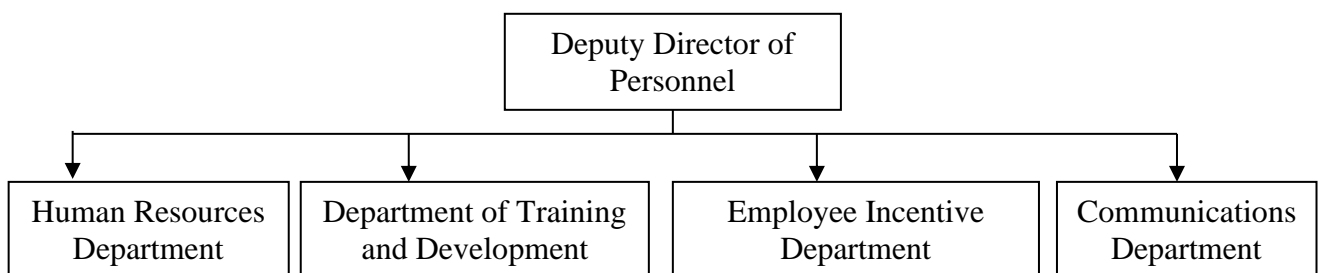 Deputy Director of
Personnel
Human Resources
Department
Department of Training
and Development
Employee Incentive
Department
Communications
Department